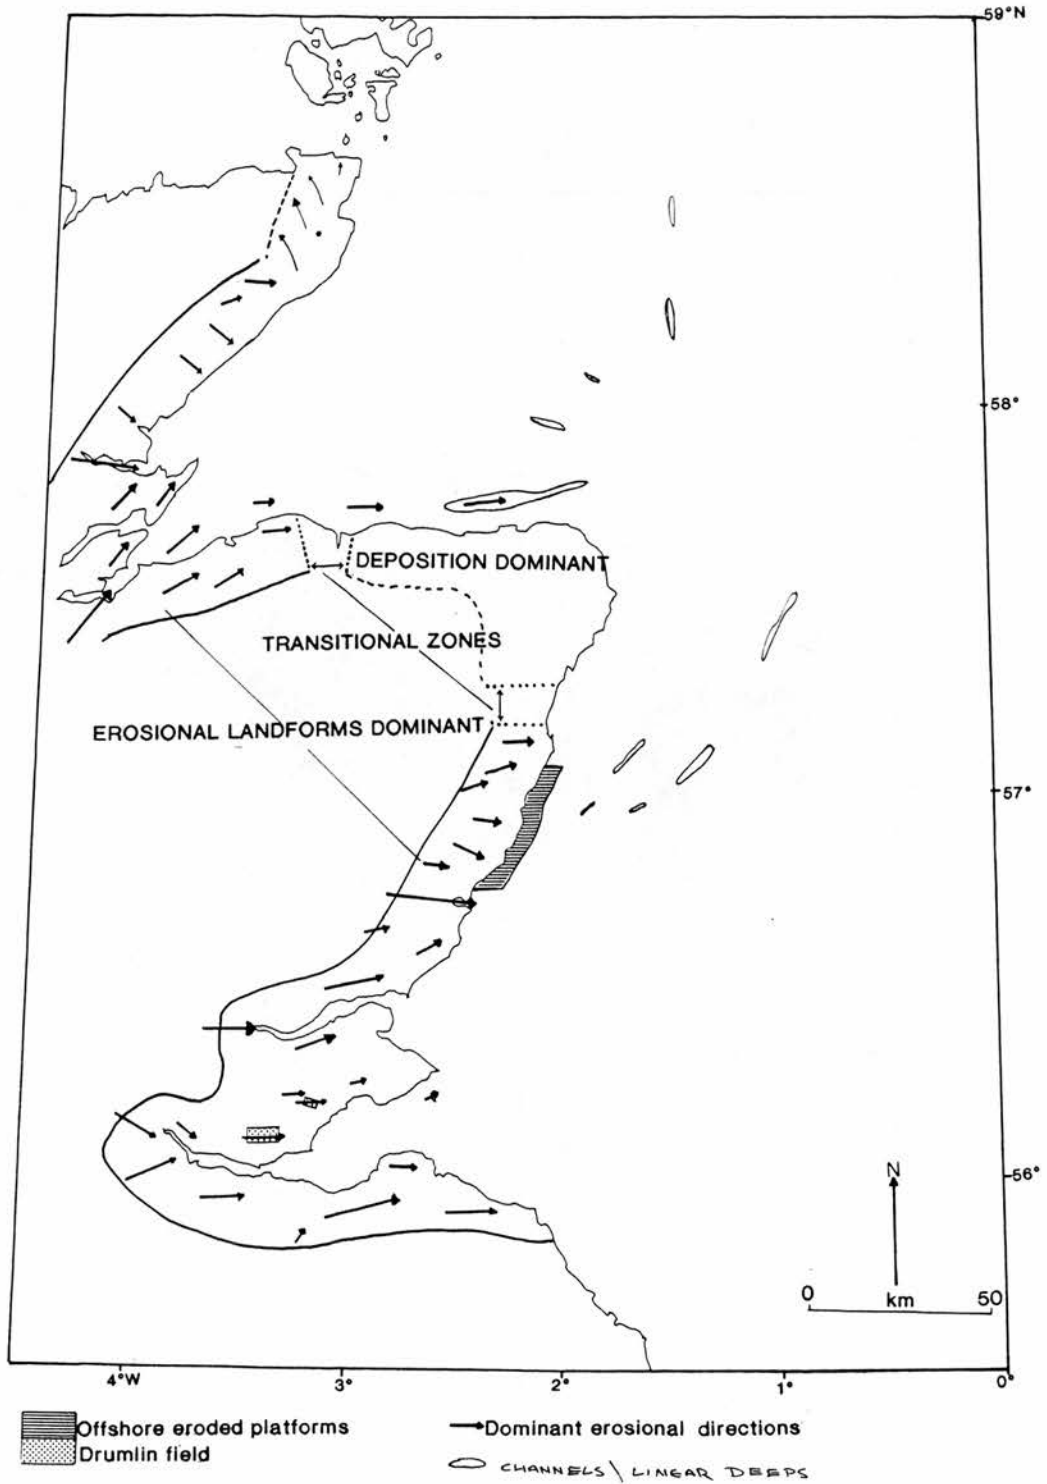 59°N
58°
DEPOSITION DOMINANT
TRANSITIONAL ZONES
EROSIONAL LANDFORMS DOMINANT
57°
56°
N
0 km 50
4°W 3° 2° 1° 0°
Offshore eroded platforms
Drumlin field
Dominant erosional directions
CHANNELS \ LINEAR DEEPS